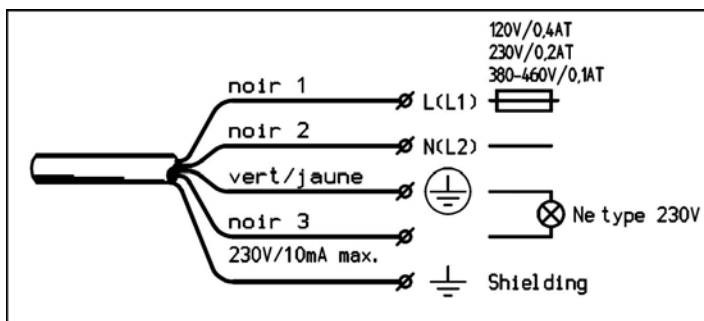 120V/0,4AT
230V/0,2AT
380-460V/0,1AT
noir 1
L(L1)
noir 2
N(L2)
vert/jaune
Ne type 230V
noir 3
230V/10mA max.
Shielding